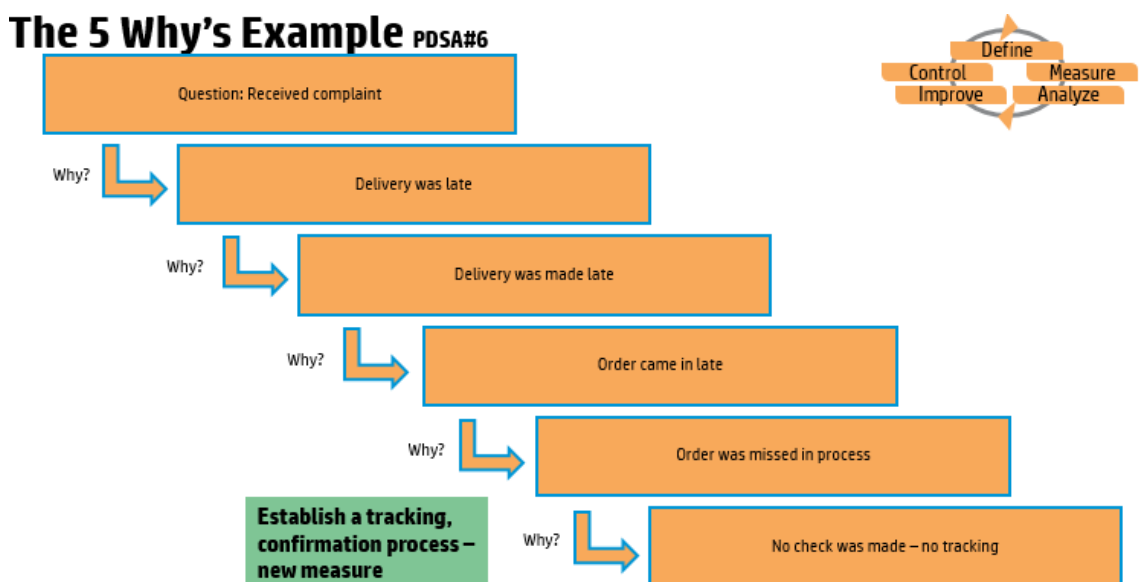 The 5 Why's Example PDSA#6
Define
Control
Measure
Improve
Analyze
Question: Received complaint
Why?
Delivery was late
Why?
Delivery was made late
Why?
Order came in late
Why?
Order was missed in process
Why?
No check was made – no tracking
Establish a tracking,
confirmation process –
new measure